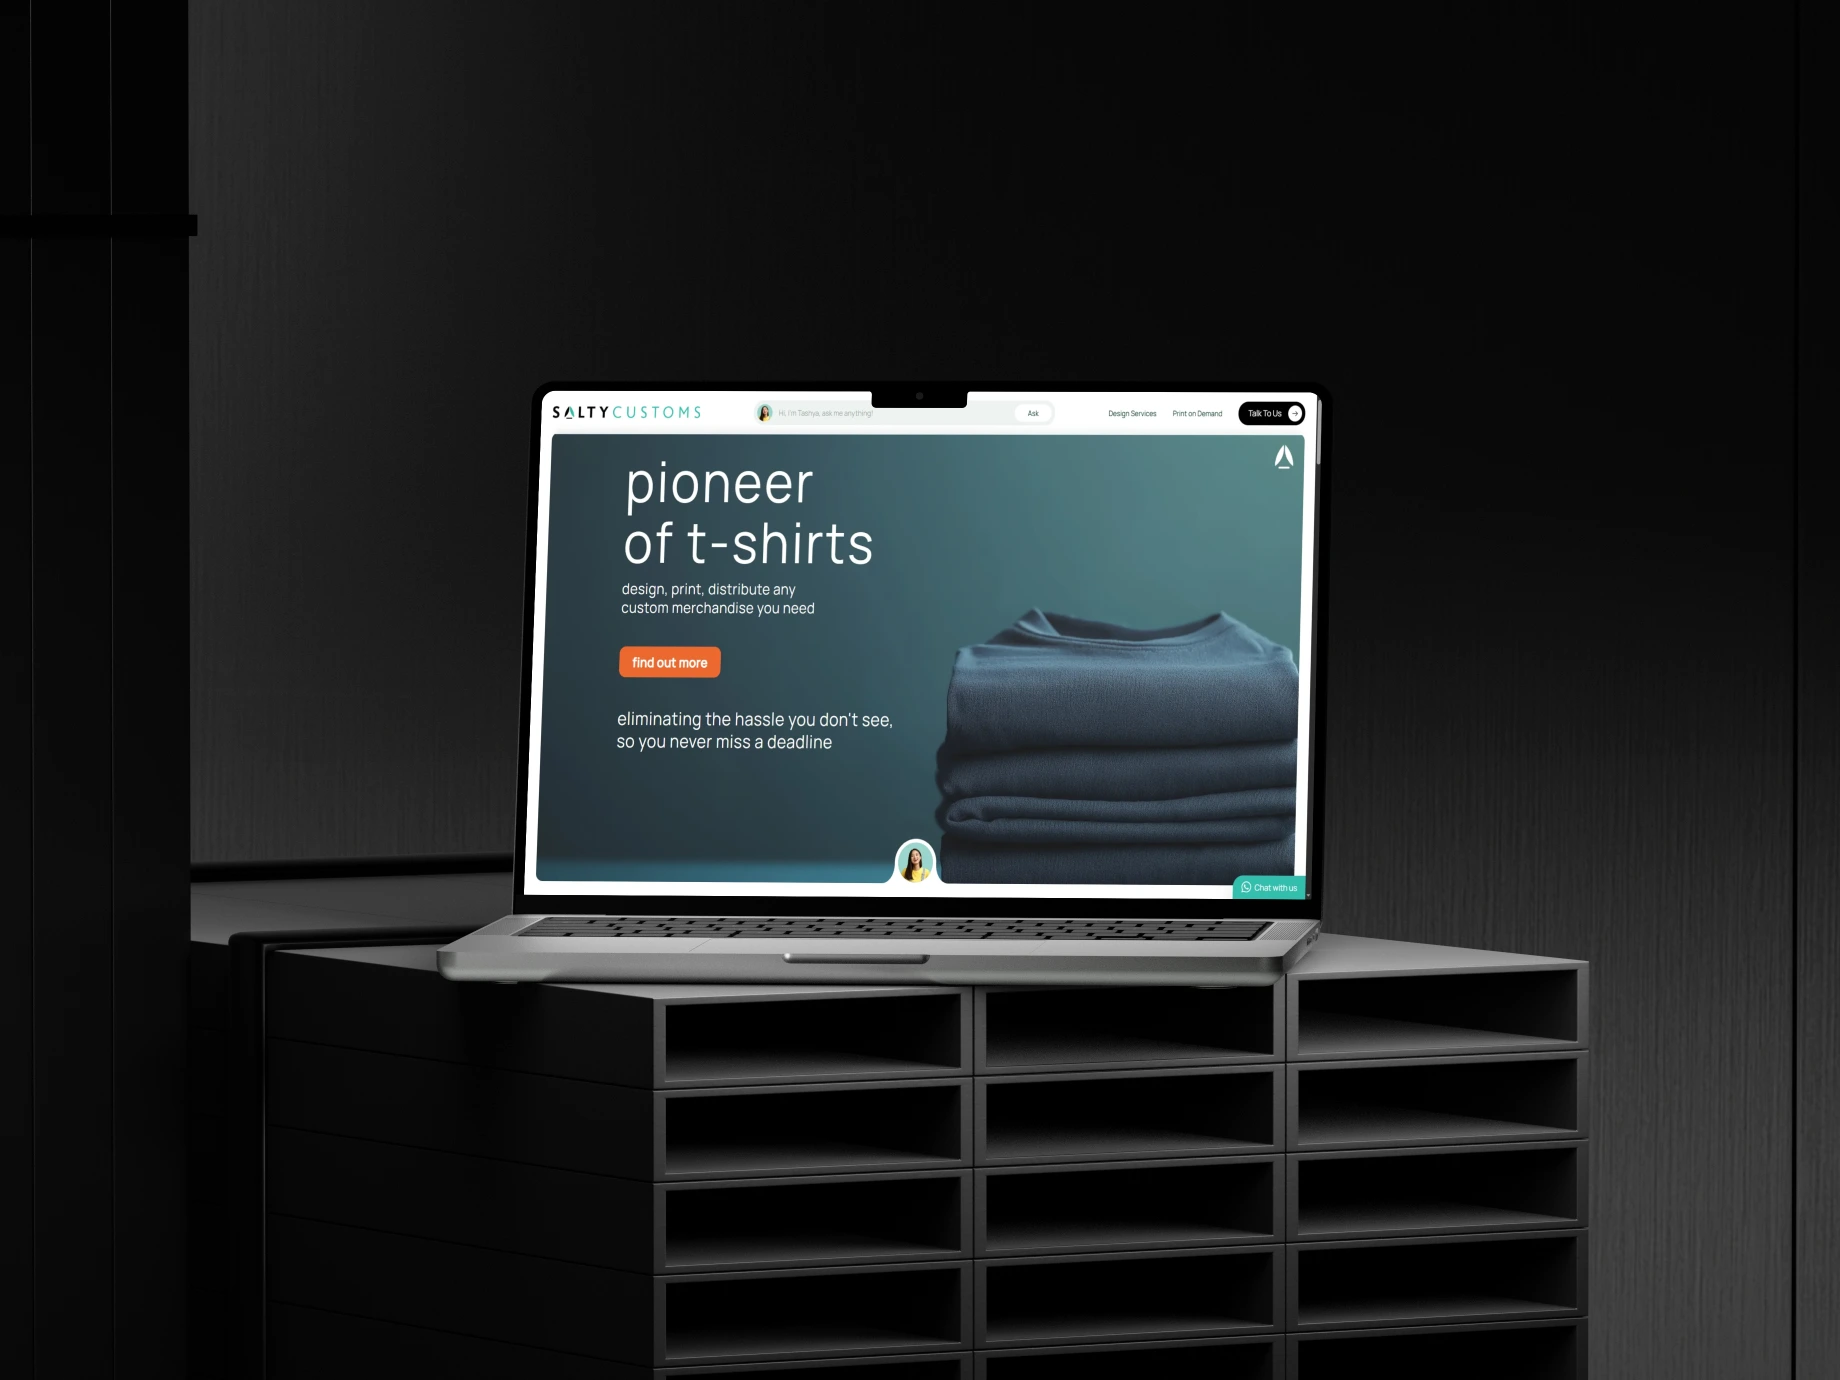 SALTYCUSTOMS
Hi, I'm Tashya, ask me anything!
Ask
Design Services
Print on Demand
Talk To Us
pioneer
of t-shirts
design, print, distribute any
custom merchandise you need
find out more
eliminating the hassle you don't see,
so you never miss a deadline
Chat with us